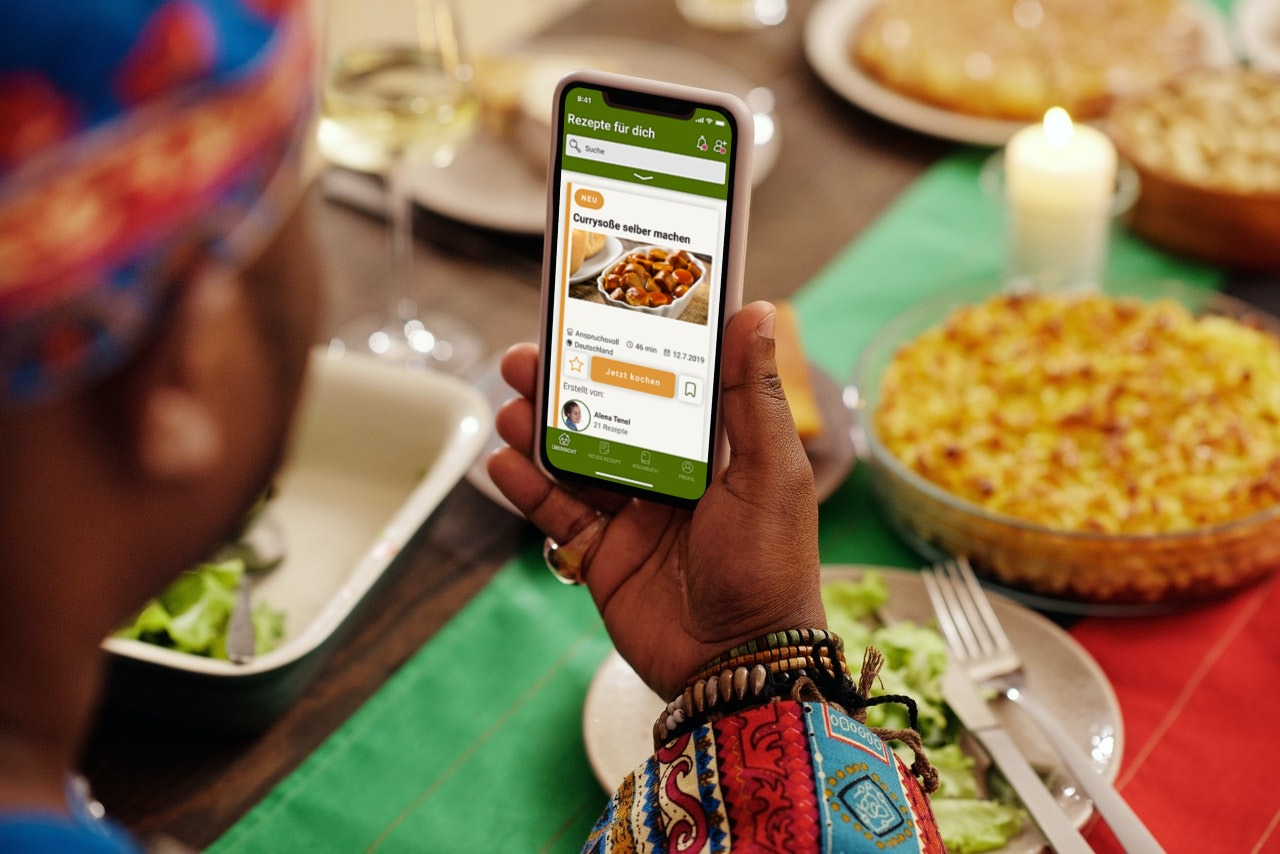 9:41
Rezepte für dich
Suche
NEU
Currysoße selber machen
Anspruchsvoll 46 min 12.7.2019
Deutschland
Jetzt kochen
Erstellt von:
Alena Tenel
21 Rezepte
ÜBERSICHT NEUES REZEPT KOCHBUCH PROFIL